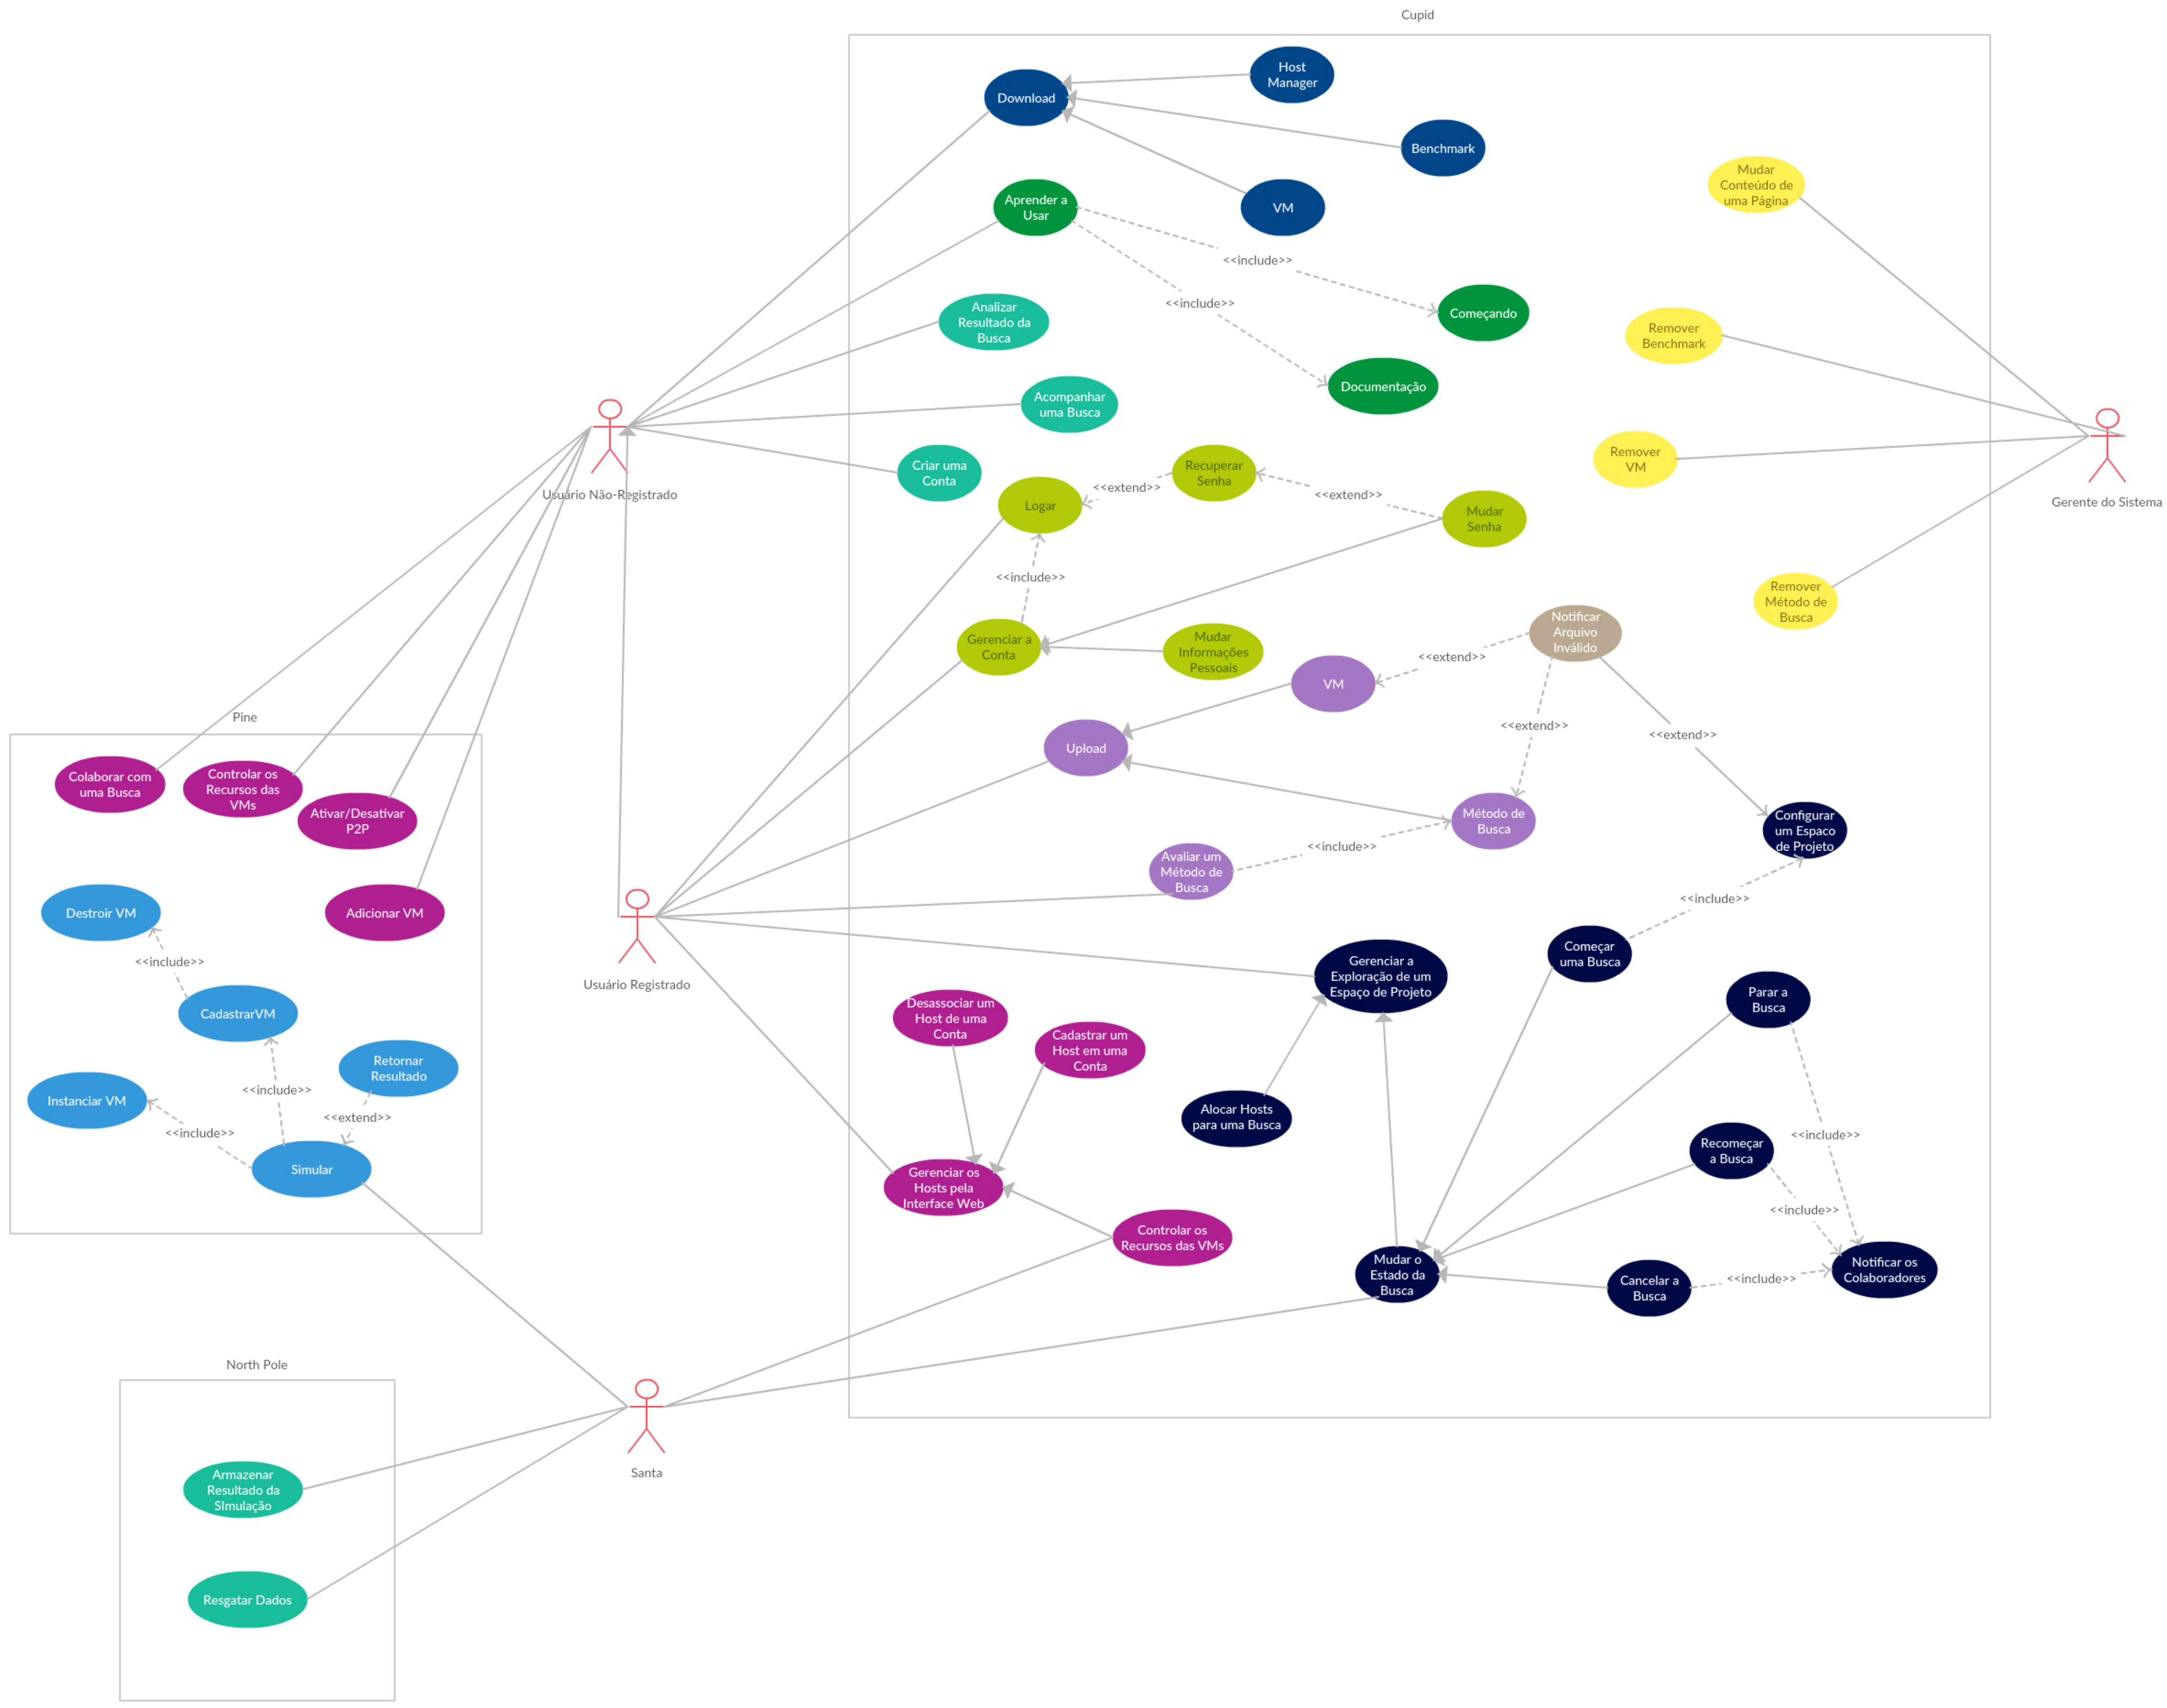 Cupid
Host
Manager
Download
Benchmark
VM
Aprender a
Usar
<<include>>
<<include>>
Começando
Documentação
Analizar
Resultado da
Busca
Acompanhar
uma Busca
Criar uma
Conta
Mudar
Conteúdo de
uma Página
Remover
Benchmark
Remover
VM
Remover
Método de
Busca
Gerente do Sistema
Usuário Não-Registrado
Logar
<<extend>>
Recuperar
Senha
<<extend>>
Mudar
Senha
<<include>>
Gerenciar a
Conta
Mudar
Informações
Pessoais
Notificar
Arquivo
Inválido
<<extend>>
VM
<<extend>>
<<extend>>
Upload
Método de
Busca
Configurar
um Espaco
de Projeto
Avaliar um
Método de
Busca
<<include>>
<<include>>
Pine
Colaborar com
uma Busca
Controlar os
Recursos das
VMs
Ativar/Desativar
P2P
Destroir VM
Adicionar VM
<<include>>
CadastrarVM
Retornar
Resultado
<<include>>
Instanciar VM
<<extend>>
<<include>>
Simular
Usuário Registrado
Gerenciar a
Exploração de um
Espaço de Projeto
Começar
uma Busca
Parar a
Busca
Desassociar um
Host de uma
Conta
Cadastrar um
Host em uma
Conta
Alocar Hosts
para uma Busca
<<include>>
Recomeçar
a Busca
Gerenciar os
Hosts pela
Interface Web
<<include>>
Controlar os
Recursos das VMs
Mudar o
Estado da
Busca
Cancelar a
Busca
<<include>>
Notificar os
Colaboradores
North Pole
Santa
Armazenar
Resultado da
SImulação
Resgatar Dados